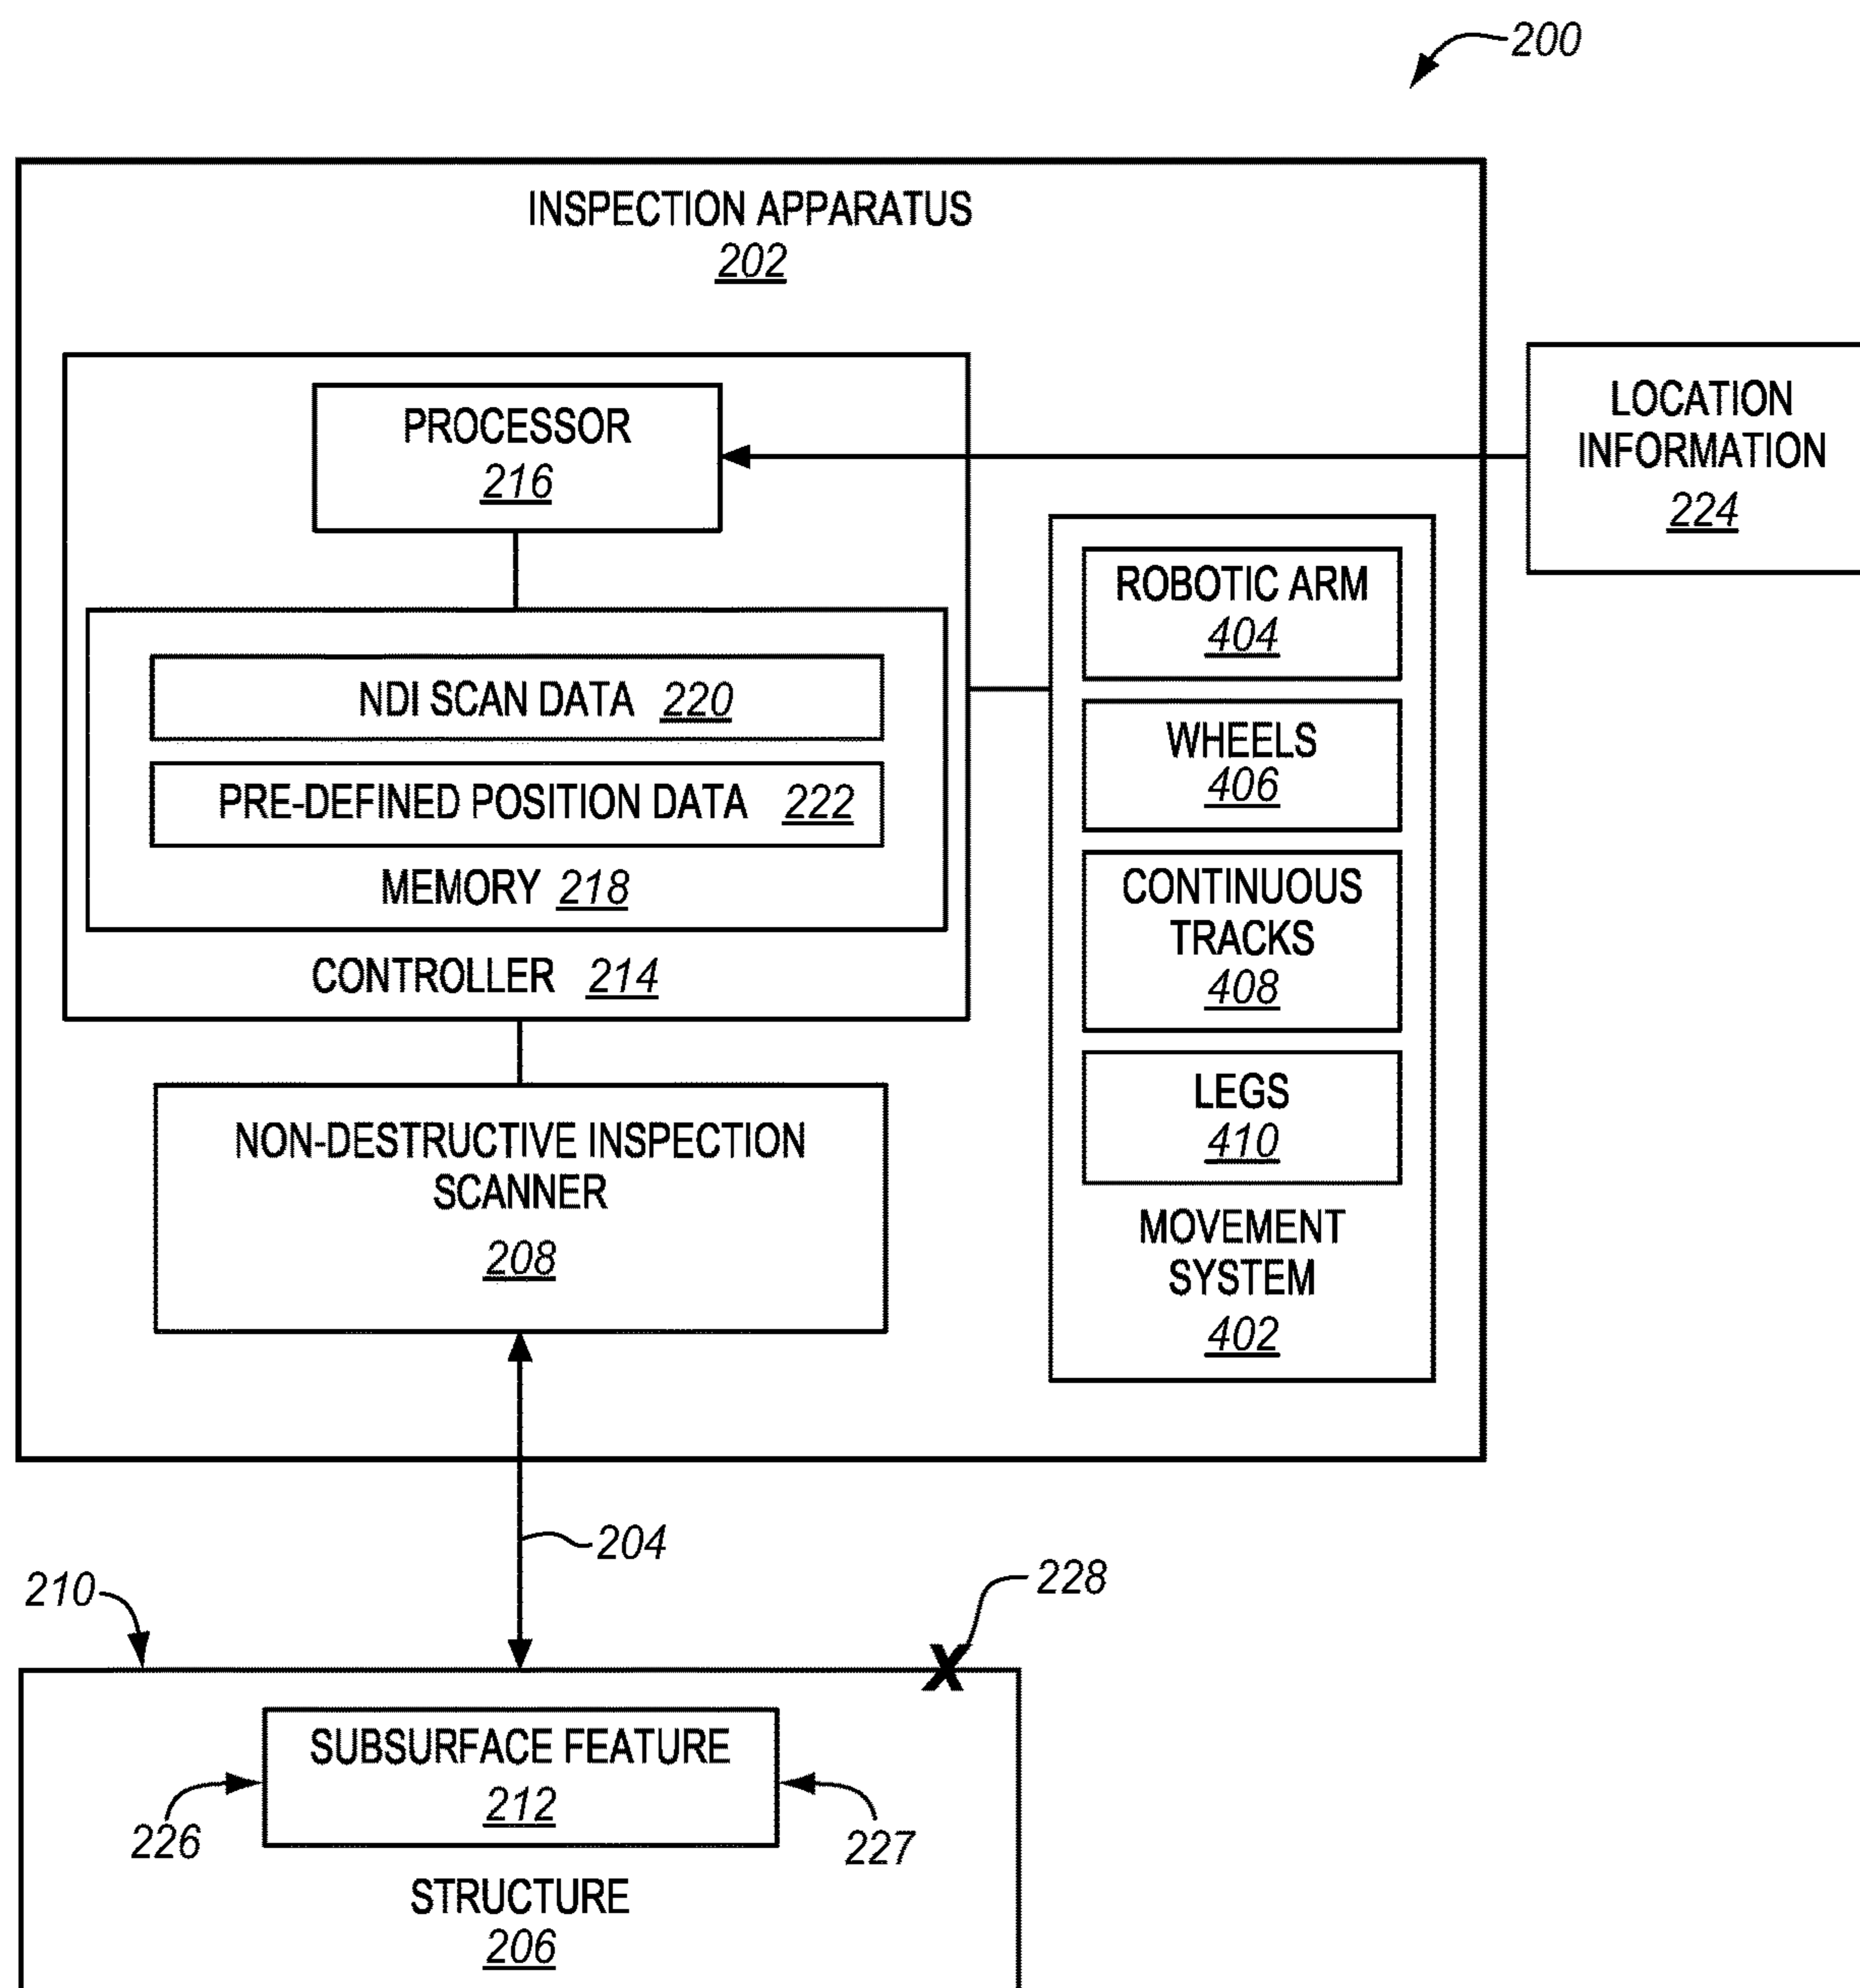 200
INSPECTION APPARATUS
202
PROCESSOR
216
LOCATION
INFORMATION
224
NDI SCAN DATA 220
PRE-DEFINED POSITION DATA 222
MEMORY 218
CONTROLLER 214
ROBOTIC ARM
404
WHEELS
406
CONTINUOUS
TRACKS
408
LEGS
410
MOVEMENT
SYSTEM
402
NON-DESTRUCTIVE INSPECTION
SCANNER
208
204
210
228
X
SUBSURFACE FEATURE
212
226
227
STRUCTURE
206